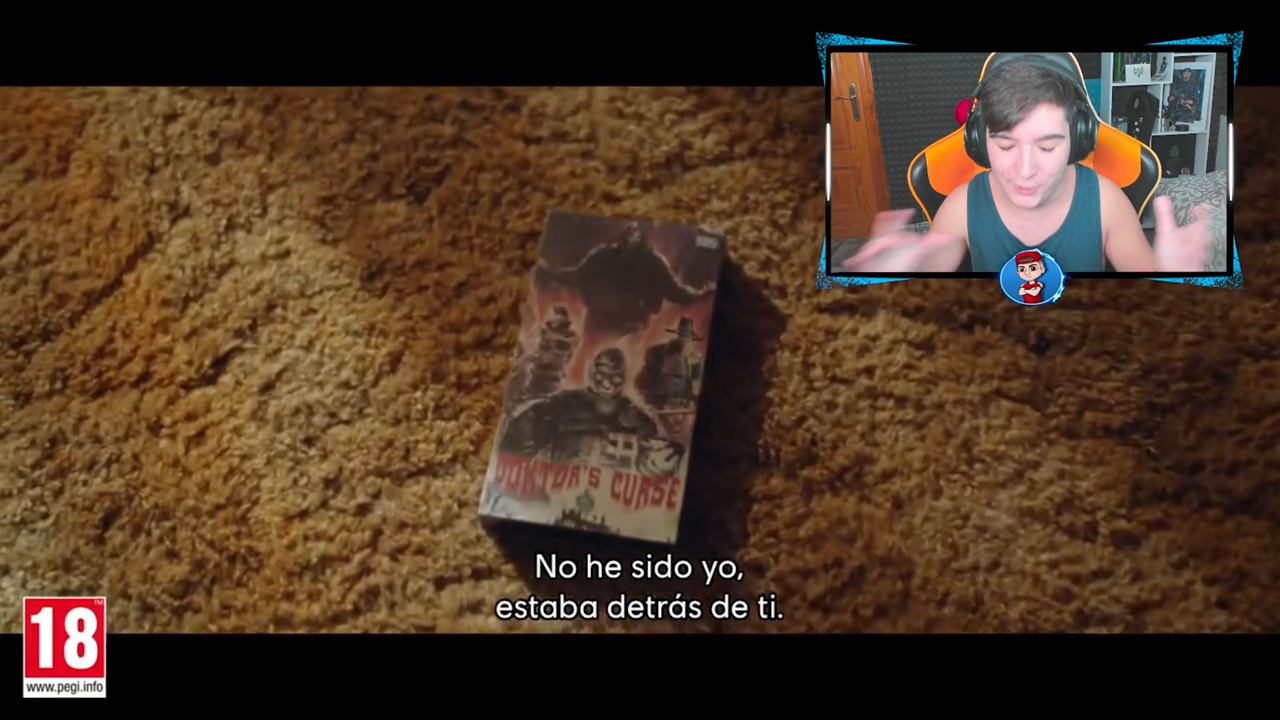 DOKTOR'S CURSE
No he sido yo,
estaba detrás de ti.
18
www.pegi.info